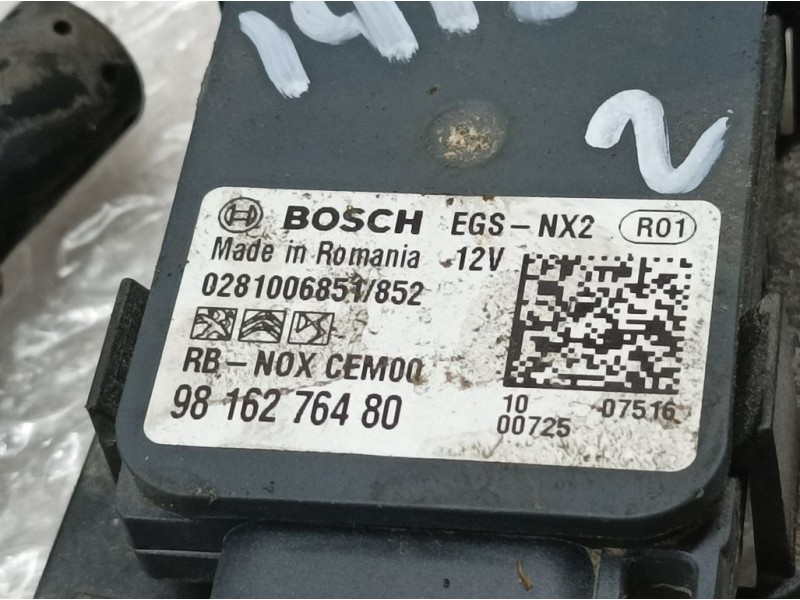 2
BOSCH EGS-NX2 R01
Made in Romania 12V
0281006851/852
RB-NOX CEM00
98 162 764 80
10 07516
00725